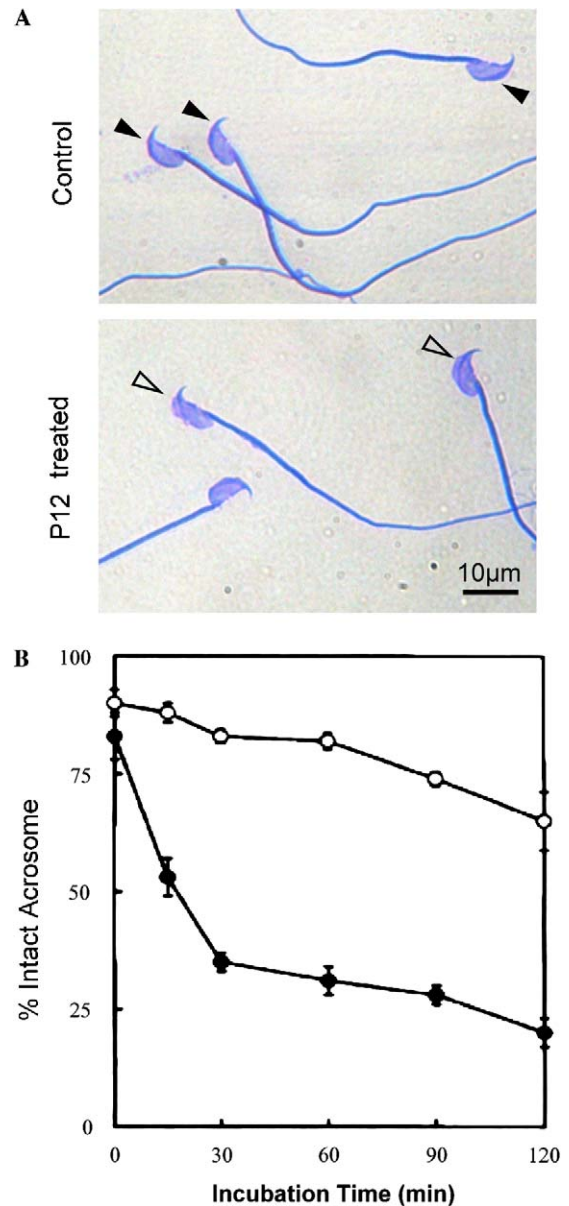 A
Control
P12 treated
10μm
B
% Intact Acrosome
100
75
50
25
0
0 30 60 90 120
Incubation Time (min)